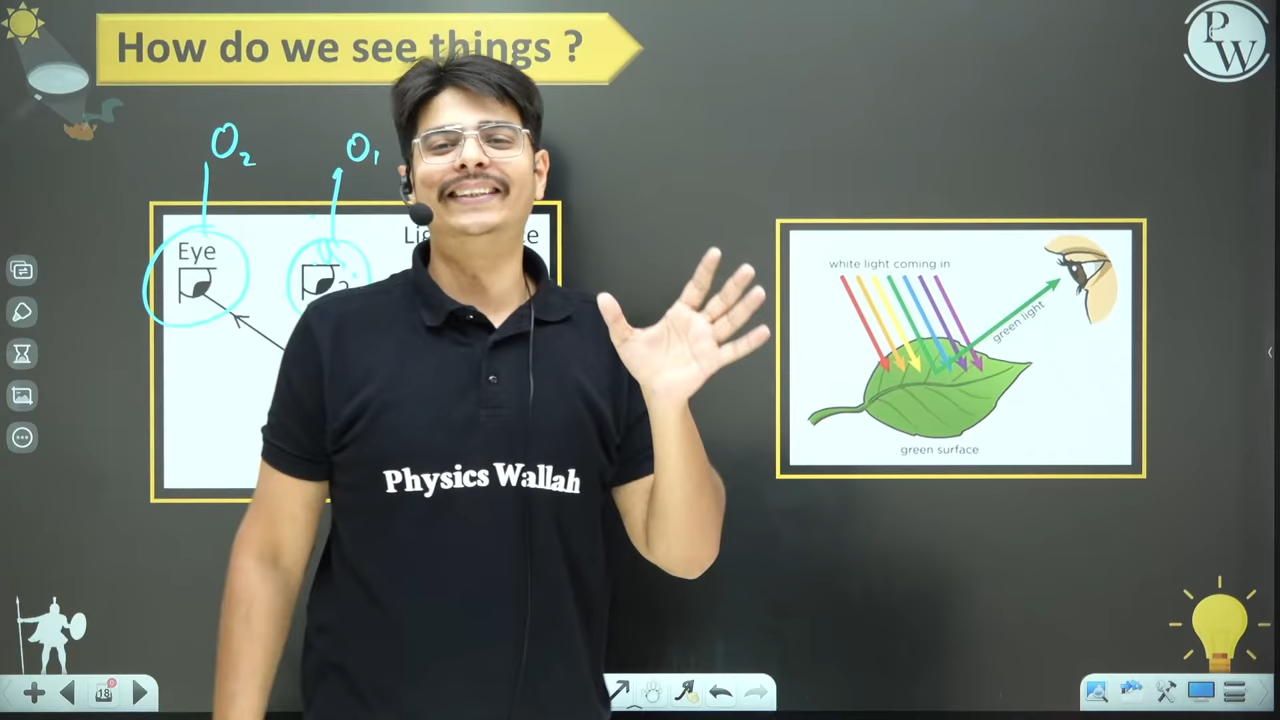 How do we see things ?
P
W
O₂
O₁
Eye
white light coming in
green light
green surface
Physics Wallah
18